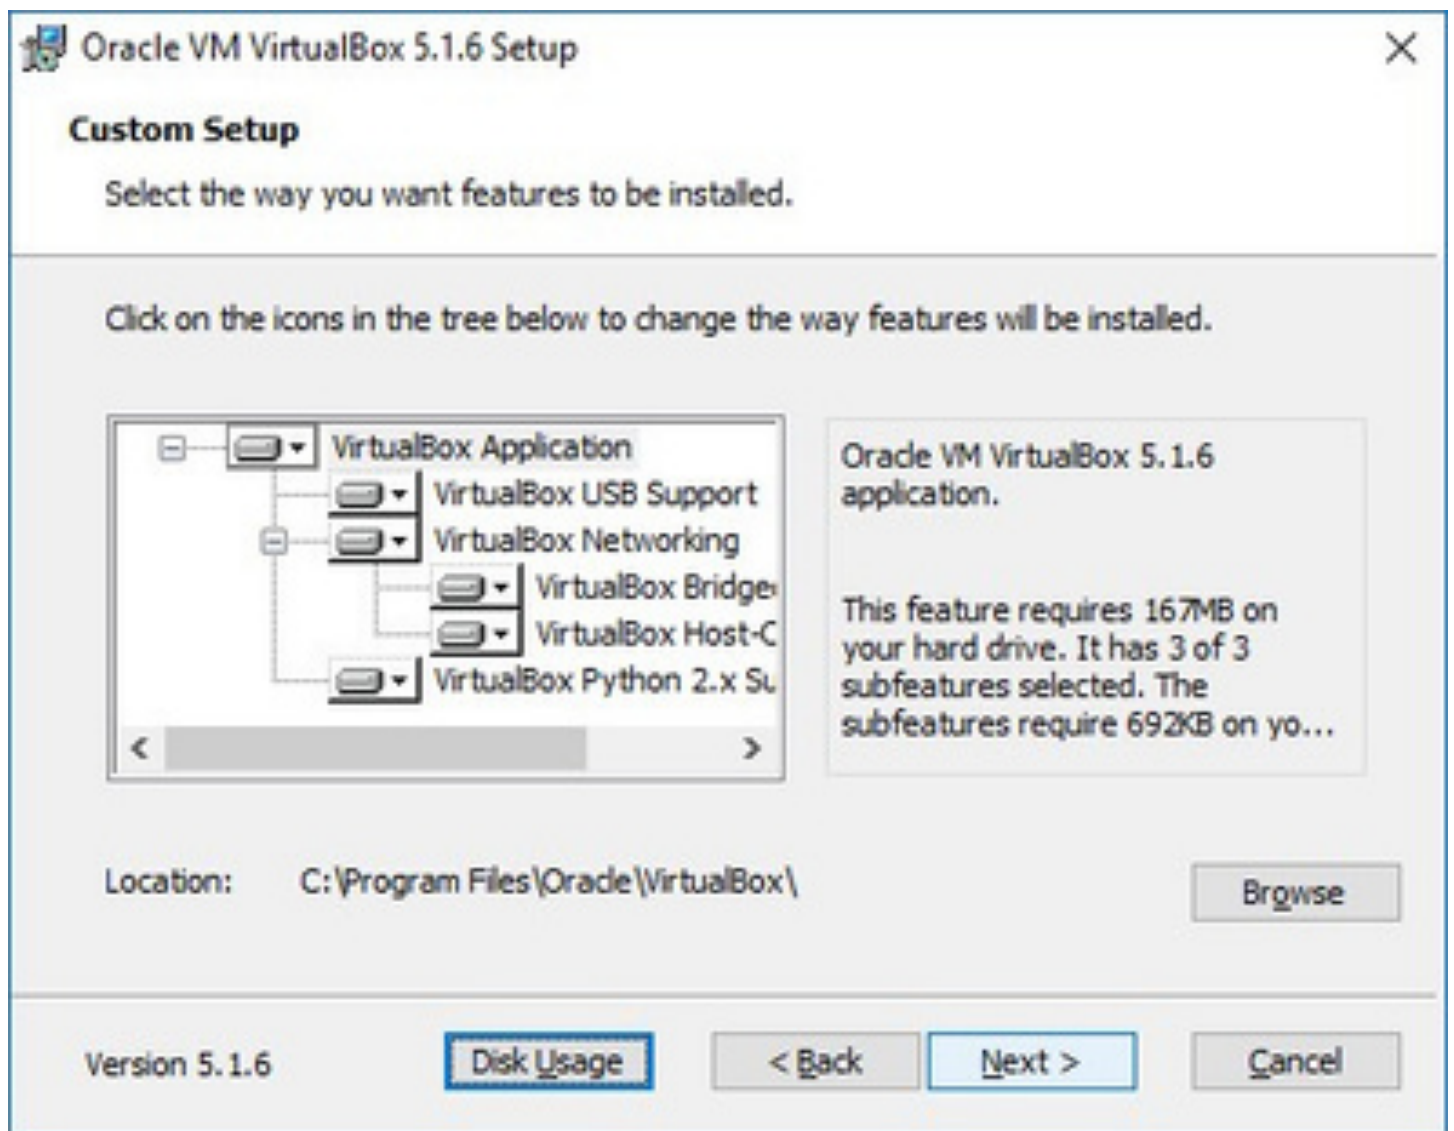 Oracle VM VirtualBox 5.1.6 Setup
Custom Setup
Select the way you want features to be installed.
Click on the icons in the tree below to change the way features will be installed.
VirtualBox Application
VirtualBox USB Support
VirtualBox Networking
VirtualBox Bridge
VirtualBox Host-C
VirtualBox Python 2.x Su
Oracle VM VirtualBox 5.1.6
application.
This feature requires 167MB on
your hard drive. It has 3 of 3
subfeatures selected. The
subfeatures require 692KB on yo...
Location: C:\Program Files\Oracle\VirtualBox\
Browse
Version 5.1.6
Disk Usage
< Back
Next >
Cancel